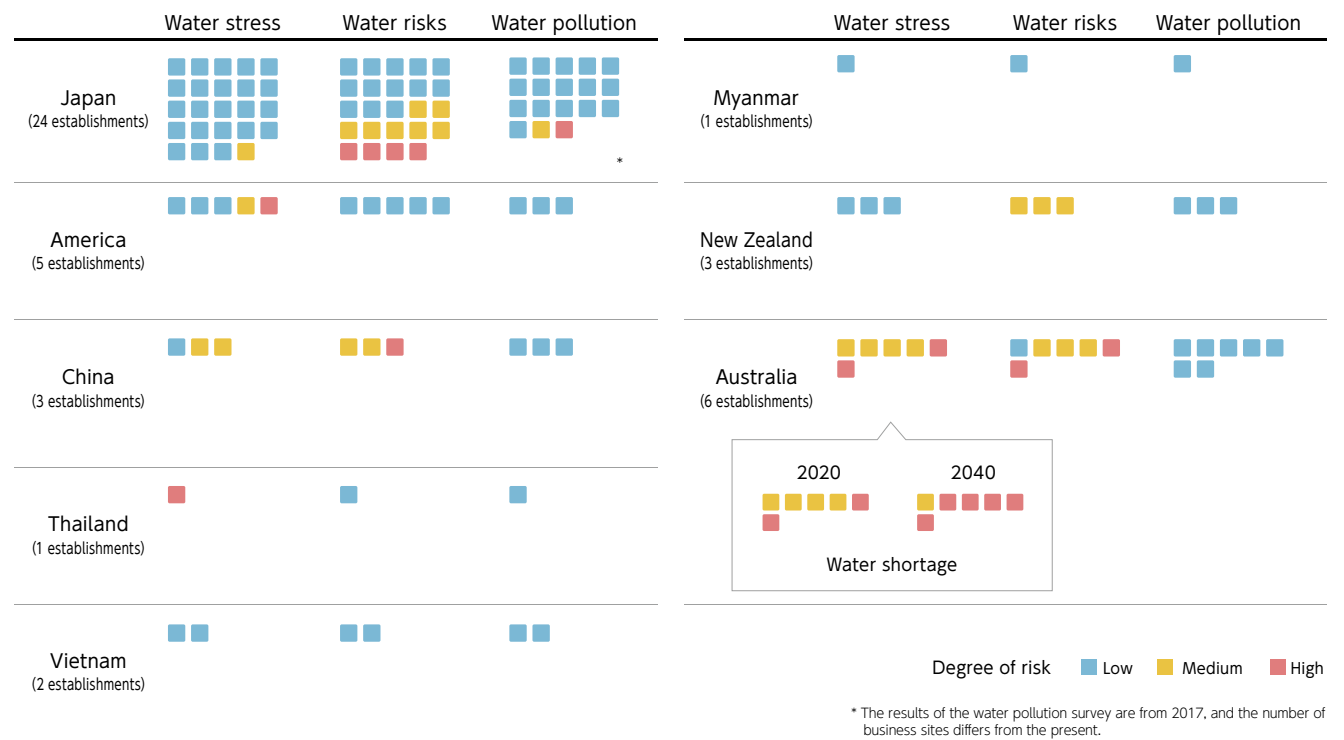 Water stress Water risks Water pollution
Japan
(24 establishments)
*
America
(5 establishments)
China
(3 establishments)
Thailand
(1 establishments)
Vietnam
(2 establishments)
Water stress Water risks Water pollution
Myanmar
(1 establishments)
New Zealand
(3 establishments)
Australia
(6 establishments)
2020 2040
Water shortage
Degree of risk Low Medium High
* The results of the water pollution survey are from 2017, and the number of
business sites differs from the present.